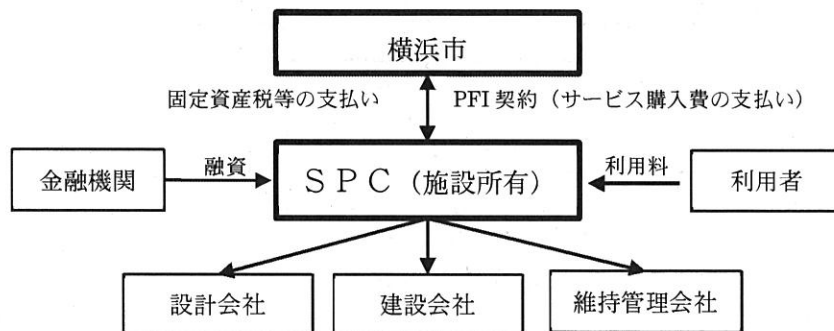 横浜市
固定資産税等の支払い
PFI 契約（サービス購入費の支払い）
金融機関
融資
ＳＰＣ（施設所有）
利用料
利用者
設計会社
建設会社
維持管理会社